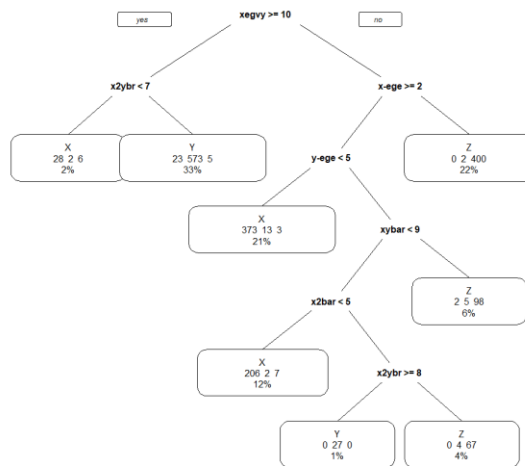 xegvy >= 10
yes
no
x2ybr < 7
x-ege >= 2
X
28 2 6
2%
Y
23 573 5
33%
y-ege < 5
Z
0 2 400
22%
X
373 13 3
21%
xybar < 9
x2bar < 5
Z
2 5 98
6%
X
206 2 7
12%
x2ybr >= 8
Y
0 27 0
1%
Z
0 4 67
4%